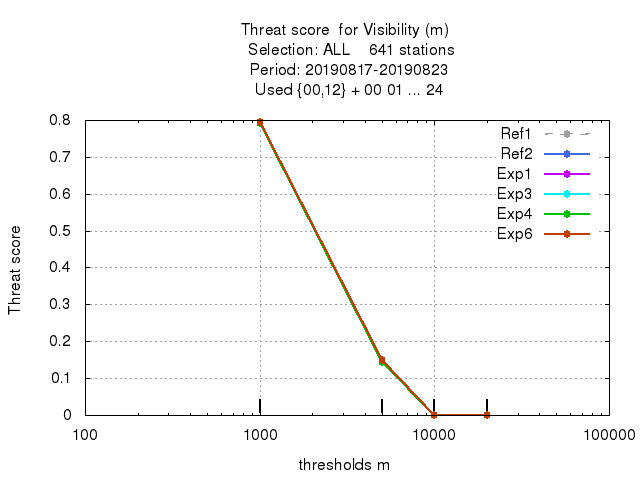 Threat score  for Visibility (m)
Selection: ALL    641 stations
Period: 20190817-20190823
Used {00,12} + 00 01 ... 24
Threat score
0.8
0.7
0.6
0.5
0.4
0.3
0.2
0.1
0
Ref1
Ref2
Exp1
Exp3
Exp4
Exp6
100
1000
10000
100000
thresholds m